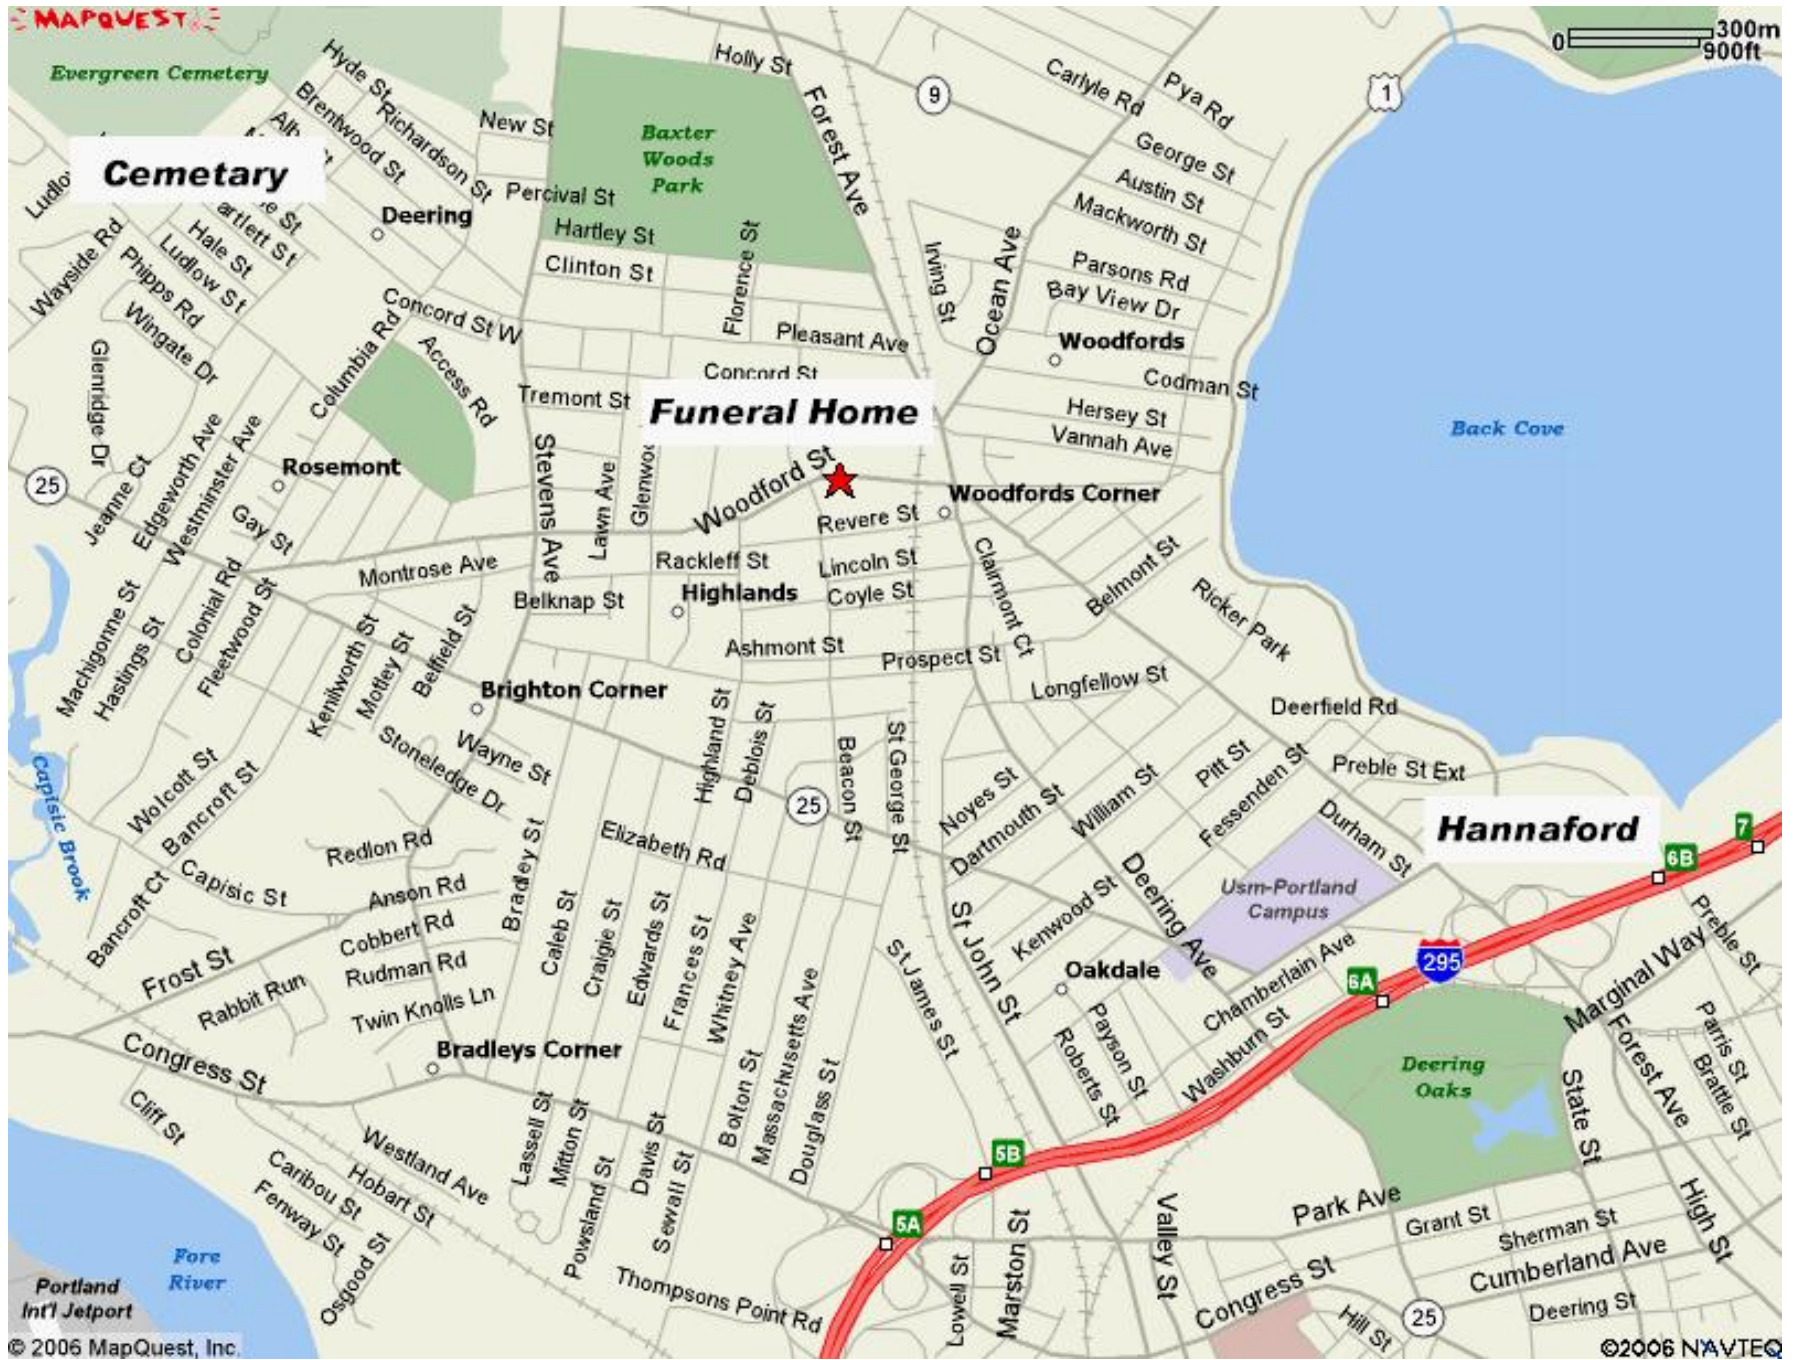 MAPQUEST
300m
0
900ft
Evergreen Cemetery
Hyde St
Holly St
9
Carlyle Rd
Pya Rd
1
Brentwood St
Richardson St
New St
Baxter
Woods
Park
Forest Ave
George St
Cemetary
Percival St
Austin St
Deering
Hartley St
Florence St
Mackworth St
Wayside Rd
Hale St
Ludlow St
Clinton St
Irving St
Ocean Ave
Parsons Rd
Phipps Rd
Bay View Dr
Wingate Dr
Concord St W
Columbia Rd
Pleasant Ave
Woodfords
Glenridge Dr
Access Rd
Concord St
Codman St
Tremont St
Funeral Home
Hersey St
Back Cove
Vannah Ave
Edgeworth Ave
Westminster Ave
Stevens Ave
Rosemont
25
Jeanne Ct
Lawn Ave
Woodford St
Woodfords Corner
Gay St
Revere St
Montrose Ave
Rackleff St
Lincoln St
Clairmont Ct
Belmont St
Belknap St
Highlands
Coyle St
Ricker Park
Machigonne St
Hastings St
Colonial Rd
Fleetwood St
Kenilworth St
Motley St
Belfield St
Ashmont St
Prospect St
Longfellow St
Brighton Corner
Deerfield Rd
Highland St
Deblois St
Beacon St
St George St
Stoneledge Dr
Wayne St
Pitt St
Preble St Ext
Capisic Brook
Wolcott St
Bancroft St
25
Noyes St
Dartmouth St
William St
Fessenden St
Durham St
Hannaford
7
6B
Redlon Rd
Elizabeth Rd
Bradley St
Capisic St
Anson Rd
Deering Ave
Usm-Portland
Campus
Bancroft Ct
Cobbert Rd
Caleb St
Craigie St
Edwards St
Frances St
Whitney Ave
St John St
Kenwood St
Preble St
Frost St
Rudman Rd
St James St
Oakdale
Chamberlain Ave
295
6A
Marginal Way
Rabbit Run
Twin Knolls Ln
Massachusetts Ave
Payson St
Roberts St
Washburn St
Forest Ave
Parris St
Brattle St
Congress St
Bradleys Corner
Bolton St
Douglass St
Deering
Oaks
State St
Cliff St
Lassell St
Mitton St
Davis St
Westland Ave
5B
Caribou St
Hobart St
Powsland St
Sewall St
Valley St
Park Ave
High St
Fenway St
5A
Grant St
Sherman St
Fore
River
Osgood St
Marston St
Lowell St
Cumberland Ave
Portland
Int'l Jetport
Thompsons Point Rd
Congress St
Hill St
25
Deering St
© 2006 MapQuest, Inc.
©2006 NAVTEQ